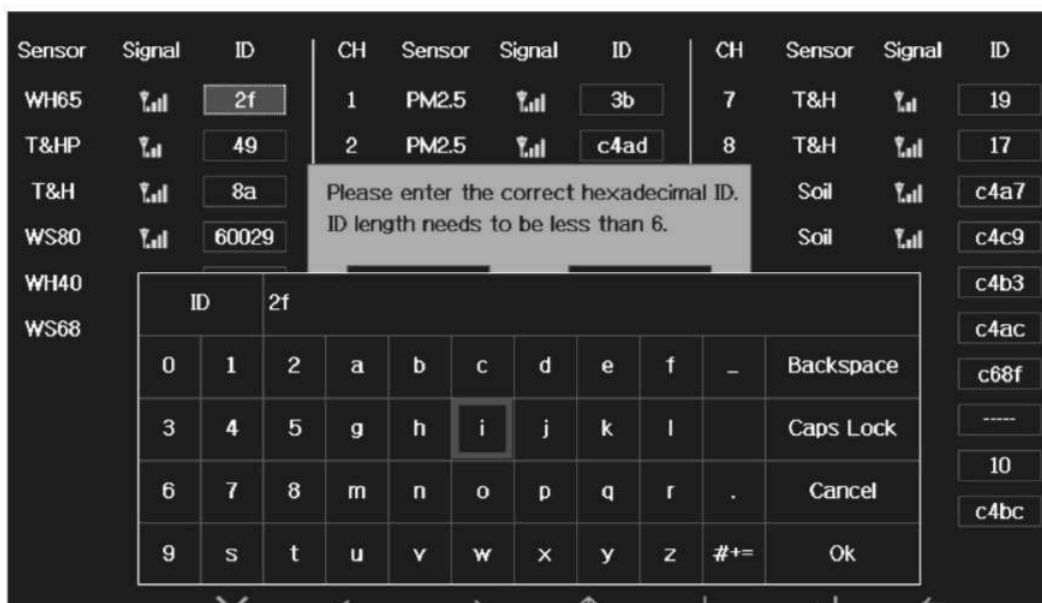 Sensor Signal ID CH Sensor Signal ID CH Sensor Signal ID
WH65 2f 1 PM2.5 3b 7 T&H 19
T&HP 49 2 PM2.5 c4ad 8 T&H 17
T&H 8a Soil c4a7
WS80 60029 Soil c4c9
WH40 c4b3
WS68 c4ac
c68f
-----
10
c4bc
Please enter the correct hexadecimal ID.
ID length needs to be less than 6.
ID 2f
0 1 2 a b c d e f _ Backspace
3 4 5 g h i j k l Caps Lock
6 7 8 m n o p q r . Cancel
9 s t u v w x y z #+= Ok